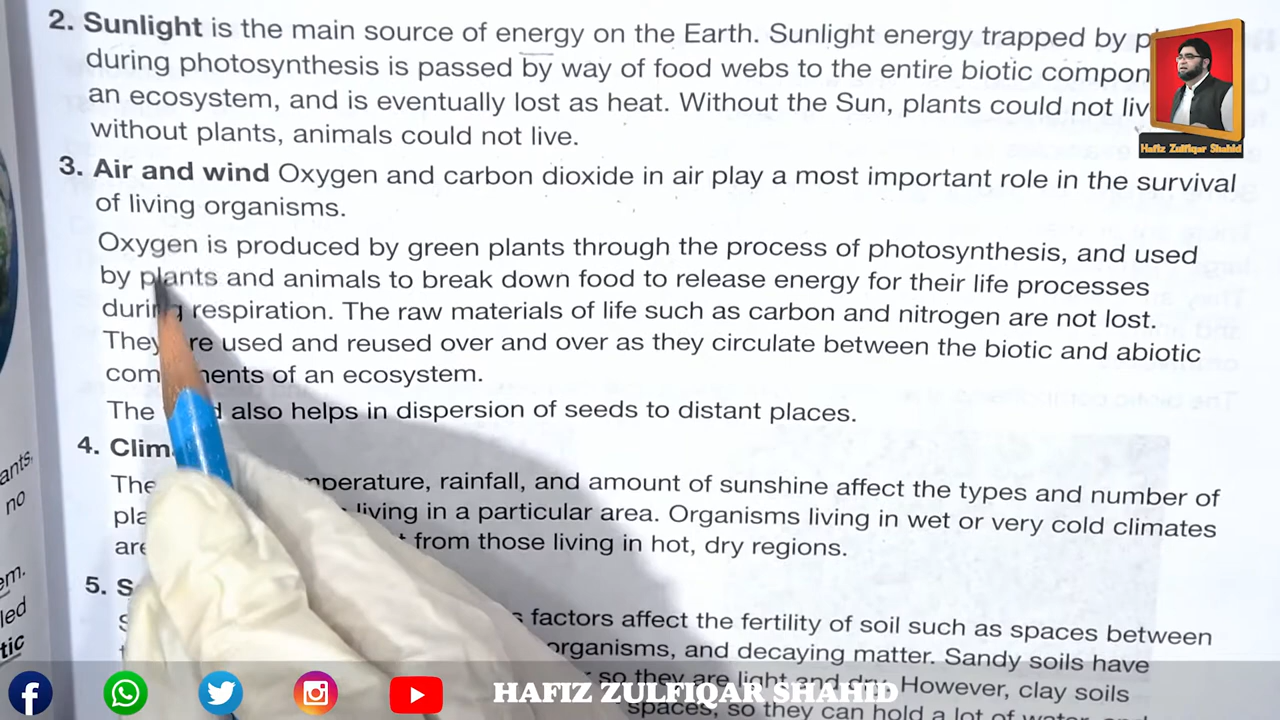 2. Sunlight is the main source of energy on the Earth. Sunlight energy trapped by
during photosynthesis is passed by way of food webs to the entire biotic compon
an ecosystem, and is eventually lost as heat. Without the Sun, plants could not liv
without plants, animals could not live.
3. Air and wind Oxygen and carbon dioxide in air play a most important role in the survival
of living organisms.
Oxygen is produced by green plants through the process of photosynthesis, and used
by plants and animals to break down food to release energy for their life processes
during respiration. The raw materials of life such as carbon and nitrogen are not lost.
They are used and reused over and over as they circulate between the biotic and abiotic
components of an ecosystem.
The also helps in dispersion of seeds to distant places.
4. Clim
The perature, rainfall, and amount of sunshine affect the types and number of
pla living in a particular area. Organisms living in wet or very cold climates
are from those living in hot, dry regions.
5. S
factors affect the fertility of soil such as spaces between
organisms, and decaying matter. Sandy soils have
so they are light and dry. However, clay soils
spaces, so they can hold a lot of water
ants,
no
em.
led
tic
Hafiz Zulfiqar Shahid
HAFIZ ZULFIQAR SHAHID